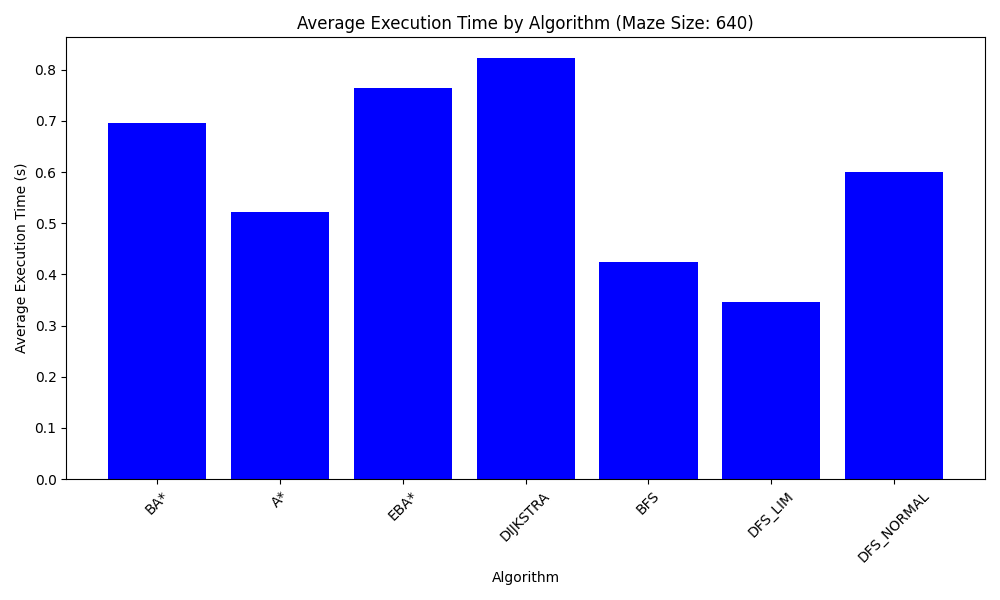 Average Execution Time by Algorithm (Maze Size: 640)
Average Execution Time (s)
0.8
0.7
0.6
0.5
0.4
0.3
0.2
0.1
0.0
BA*
A*
EBA*
DIJKSTRA
BFS
DFS_LIM
DFS_NORMAL
Algorithm